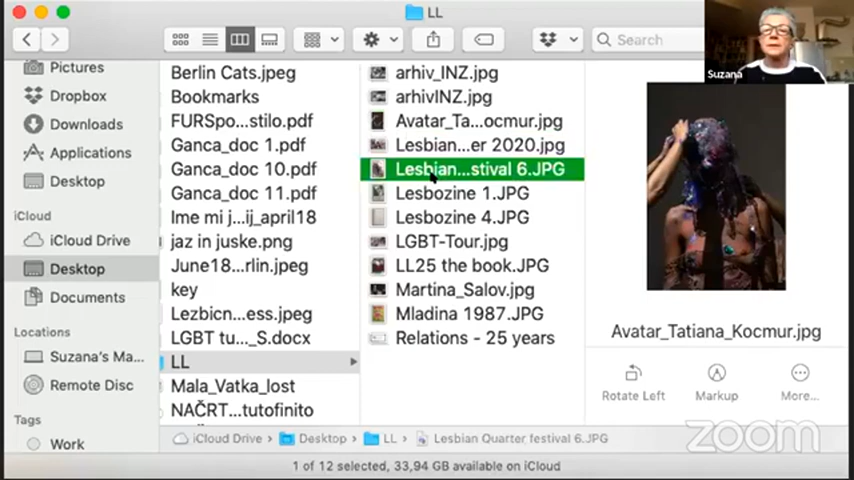 LL
Search
Suzana
Pictures
Dropbox
Downloads
Applications
Desktop
iCloud
iCloud Drive
Desktop
Documents
Locations
Suzana's Ma...
Remote Disc
Tags
Work
Berlin Cats.jpeg
Bookmarks
FURSpo...stilo.pdf
Ganca_doc 1.pdf
Ganca_doc 10.pdf
Ganca_doc 11.pdf
Ime mi j...ij_april18
jaz in juske.png
June18...rlin.jpeg
key
Lezbicn...ess.jpeg
LGBT tu..._S.docx
LL
Mala_Vatka_lost
NAČRT...tutofinito
arhiv_INZ.jpg
arhivINZ.jpg
Avatar_Ta...ocmur.jpg
Lesbian...er 2020.jpg
Lesbian...stival 6.JPG
Lesbozine 1.JPG
Lesbozine 4.JPG
LGBT-Tour.jpg
LL25 the book.JPG
Martina_Salov.jpg
Mladina 1987.JPG
Relations - 25 years
Avatar_Tatiana_Kocmur.jpg
Rotate Left
Markup
More...
iCloud Drive Desktop LL Lesbian Quarter festival 6.JPG
zoom
1 of 12 selected, 33,94 GB available on iCloud